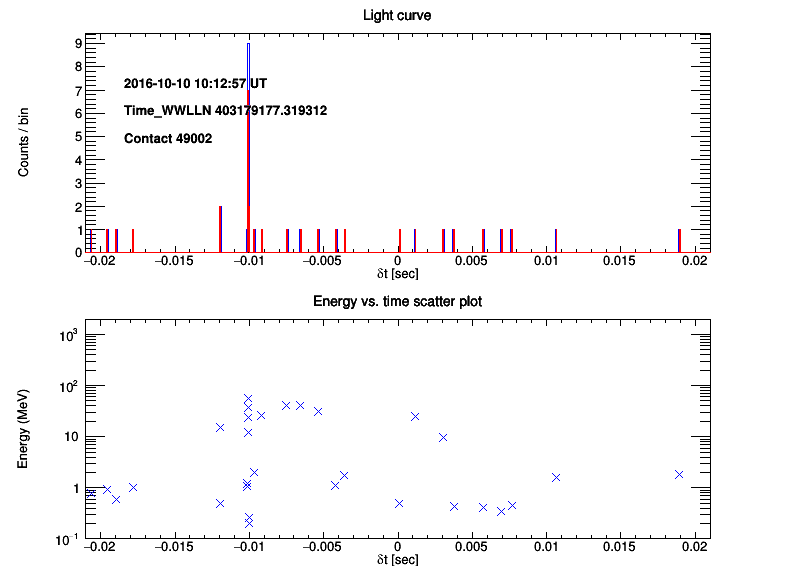 Light curve
Counts / bin
9
8
7
6
5
4
3
2
1
0
2016-10-10 10:12:57 UT
Time_WWLLN 403179177.319312
Contact 49002
−0.02 −0.015 −0.01 −0.005 0 0.005 0.01 0.015 0.02
δt [sec]
Energy vs. time scatter plot
Energy (MeV)
10³
10²
10
1
10⁻¹
−0.02 −0.015 −0.01 −0.005 0 0.005 0.01 0.015 0.02
δt [sec]